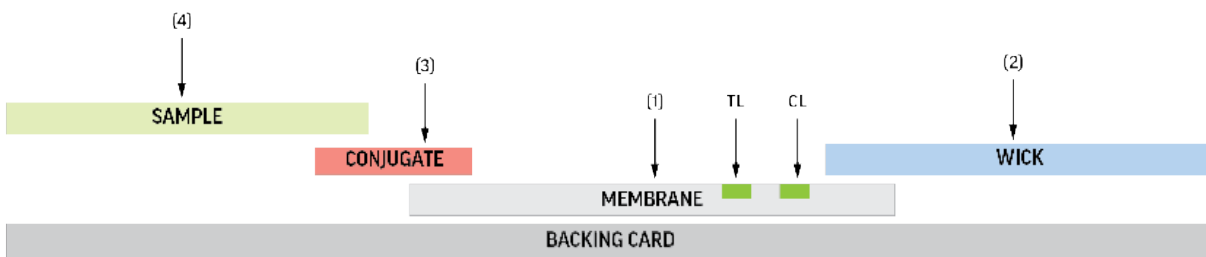 (4)
(3)
(2)
(1)
TL
CL
SAMPLE
CONJUGATE
WICK
MEMBRANE
BACKING CARD